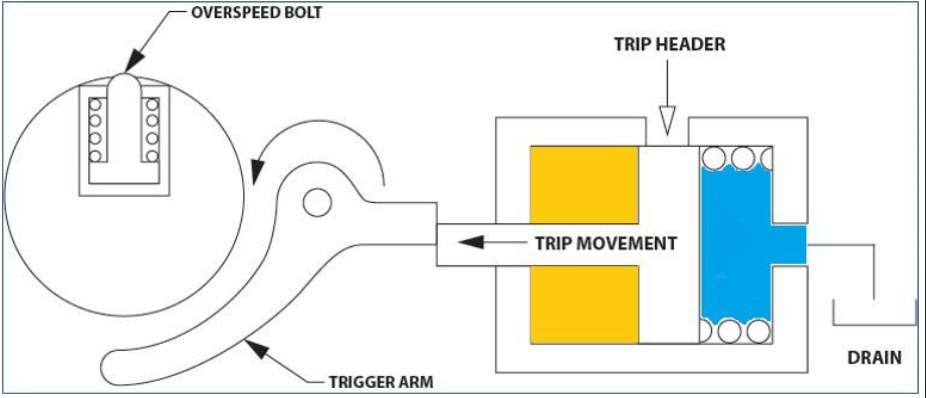 OVERSPEED BOLT
TRIP HEADER
TRIP MOVEMENT
DRAIN
TRIGGER ARM